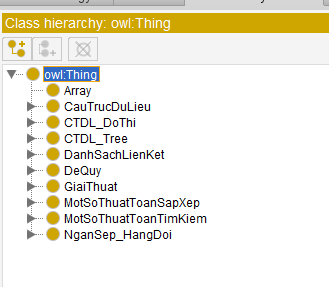 Class hierarchy: owl:Thing
owl:Thing
Array
CauTrucDuLieu
CTDL_DoThi
CTDL_Tree
DanhSachLienKet
DeQuy
GiaiThuat
MotSoThuatToanSapXep
MotSoThuatToanTimKiem
NganSep_HangDoi